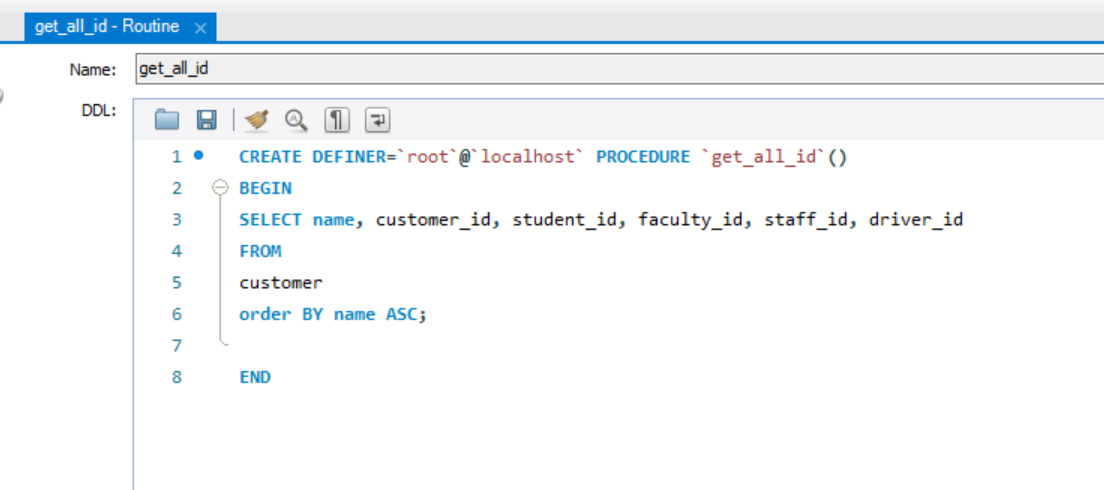 get_all_id - Routine ×
Name: get_all_id
DDL:
1 CREATE DEFINER=`root`@`localhost` PROCEDURE `get_all_id`()
2 BEGIN
3 SELECT name, customer_id, student_id, faculty_id, staff_id, driver_id
4 FROM
5 customer
6 order BY name ASC;
7
8 END